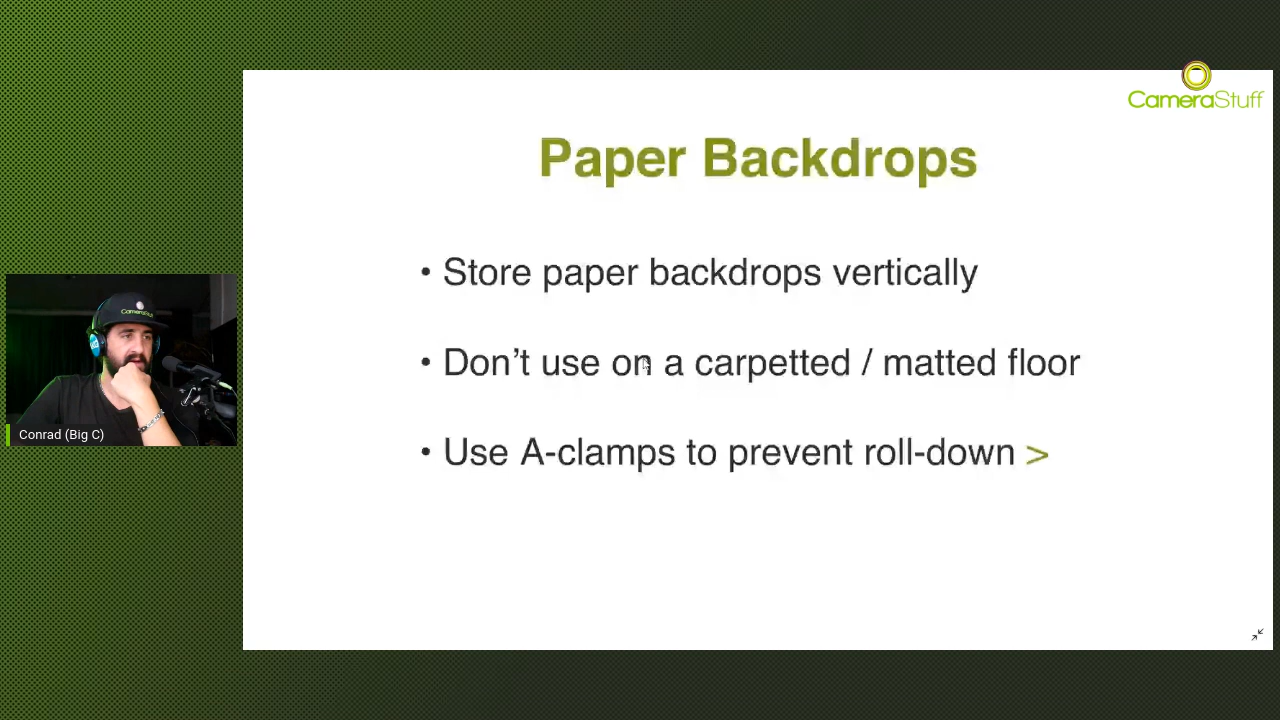 CameraStuff
Paper Backdrops
• Store paper backdrops vertically
• Don’t use on a carpetted / matted floor
• Use A-clamps to prevent roll-down >
CameraStuff
Conrad (Big C)